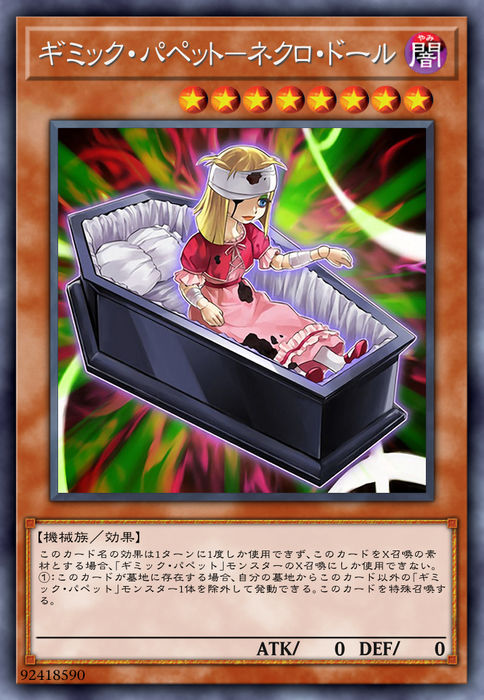 ギミック・パペットーネクロ・ドール
やみ
闇
【機械族／効果】
このカード名の効果は1ターンに1度しか使用できず、このカードをX召喚の素
材とする場合、「ギミック・パペット」モンスターのX召喚にしか使用できない。
①：このカードが墓地に存在する場合、自分の墓地からこのカード以外の「ギミ
ック・パペット」モンスター1体を除外して発動できる。このカードを特殊召喚す
る。
ATK/ 0 DEF/ 0
92418590